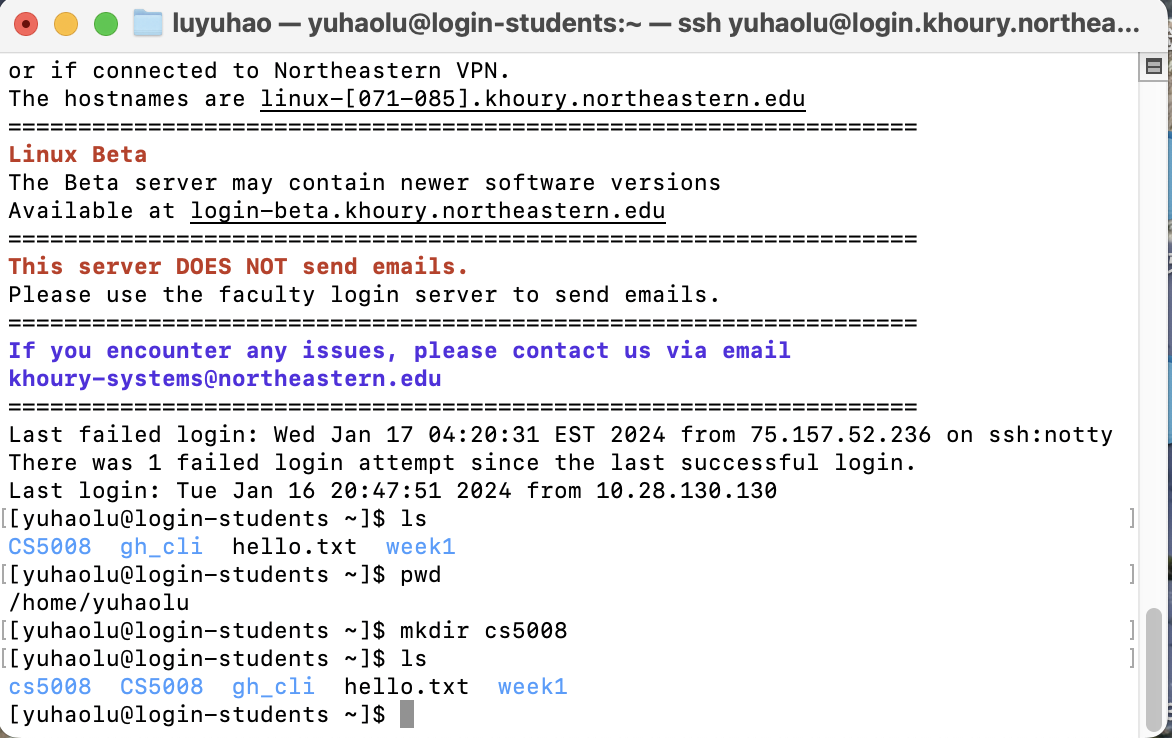 luyuhao — yuhaolu@login-students:~ — ssh yuhaolu@login.khoury.northea...
or if connected to Northeastern VPN.
The hostnames are linux-[071-085].khoury.northeastern.edu
=================================================================
Linux Beta
The Beta server may contain newer software versions
Available at login-beta.khoury.northeastern.edu
=================================================================
This server DOES NOT send emails.
Please use the faculty login server to send emails.
=================================================================
If you encounter any issues, please contact us via email
khoury-systems@northeastern.edu
=================================================================
Last failed login: Wed Jan 17 04:20:31 EST 2024 from 75.157.52.236 on ssh:notty
There was 1 failed login attempt since the last successful login.
Last login: Tue Jan 16 20:47:51 2024 from 10.28.130.130
[[yuhaolu@login-students ~]$ ls ]
CS5008  gh_cli  hello.txt  week1
[[yuhaolu@login-students ~]$ pwd ]
/home/yuhaolu
[[yuhaolu@login-students ~]$ mkdir cs5008 ]
[[yuhaolu@login-students ~]$ ls ]
cs5008  CS5008  gh_cli  hello.txt  week1
[yuhaolu@login-students ~]$